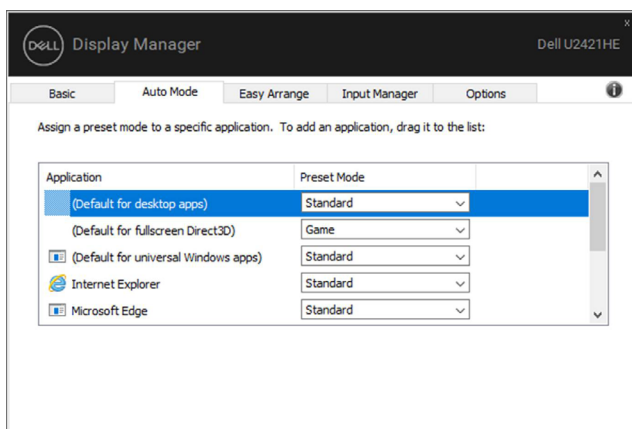 x
DELL Display Manager Dell U2421HE
Basic Auto Mode Easy Arrange Input Manager Options
Assign a preset mode to a specific application. To add an application, drag it to the list:
Application Preset Mode
(Default for desktop apps) Standard
(Default for fullscreen Direct3D) Game
(Default for universal Windows apps) Standard
Internet Explorer Standard
Microsoft Edge Standard